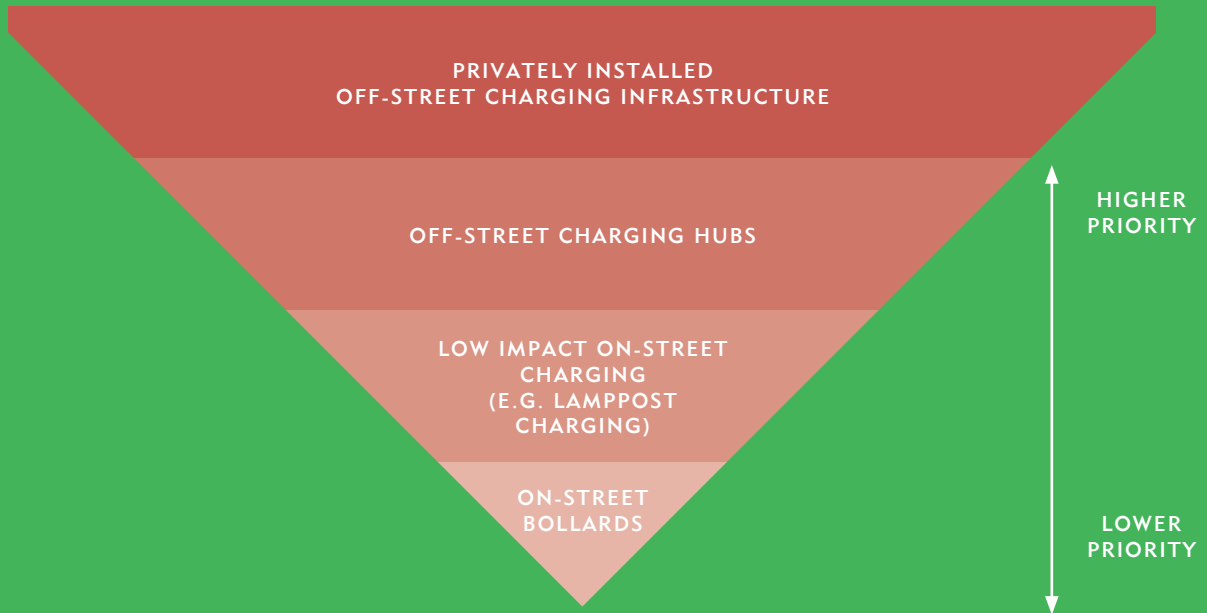 PRIVATELY INSTALLED
OFF-STREET CHARGING INFRASTRUCTURE
OFF-STREET CHARGING HUBS
LOW IMPACT ON-STREET
CHARGING
(E.G. LAMPPOST
CHARGING)
ON-STREET
BOLLARDS
HIGHER
PRIORITY
LOWER
PRIORITY